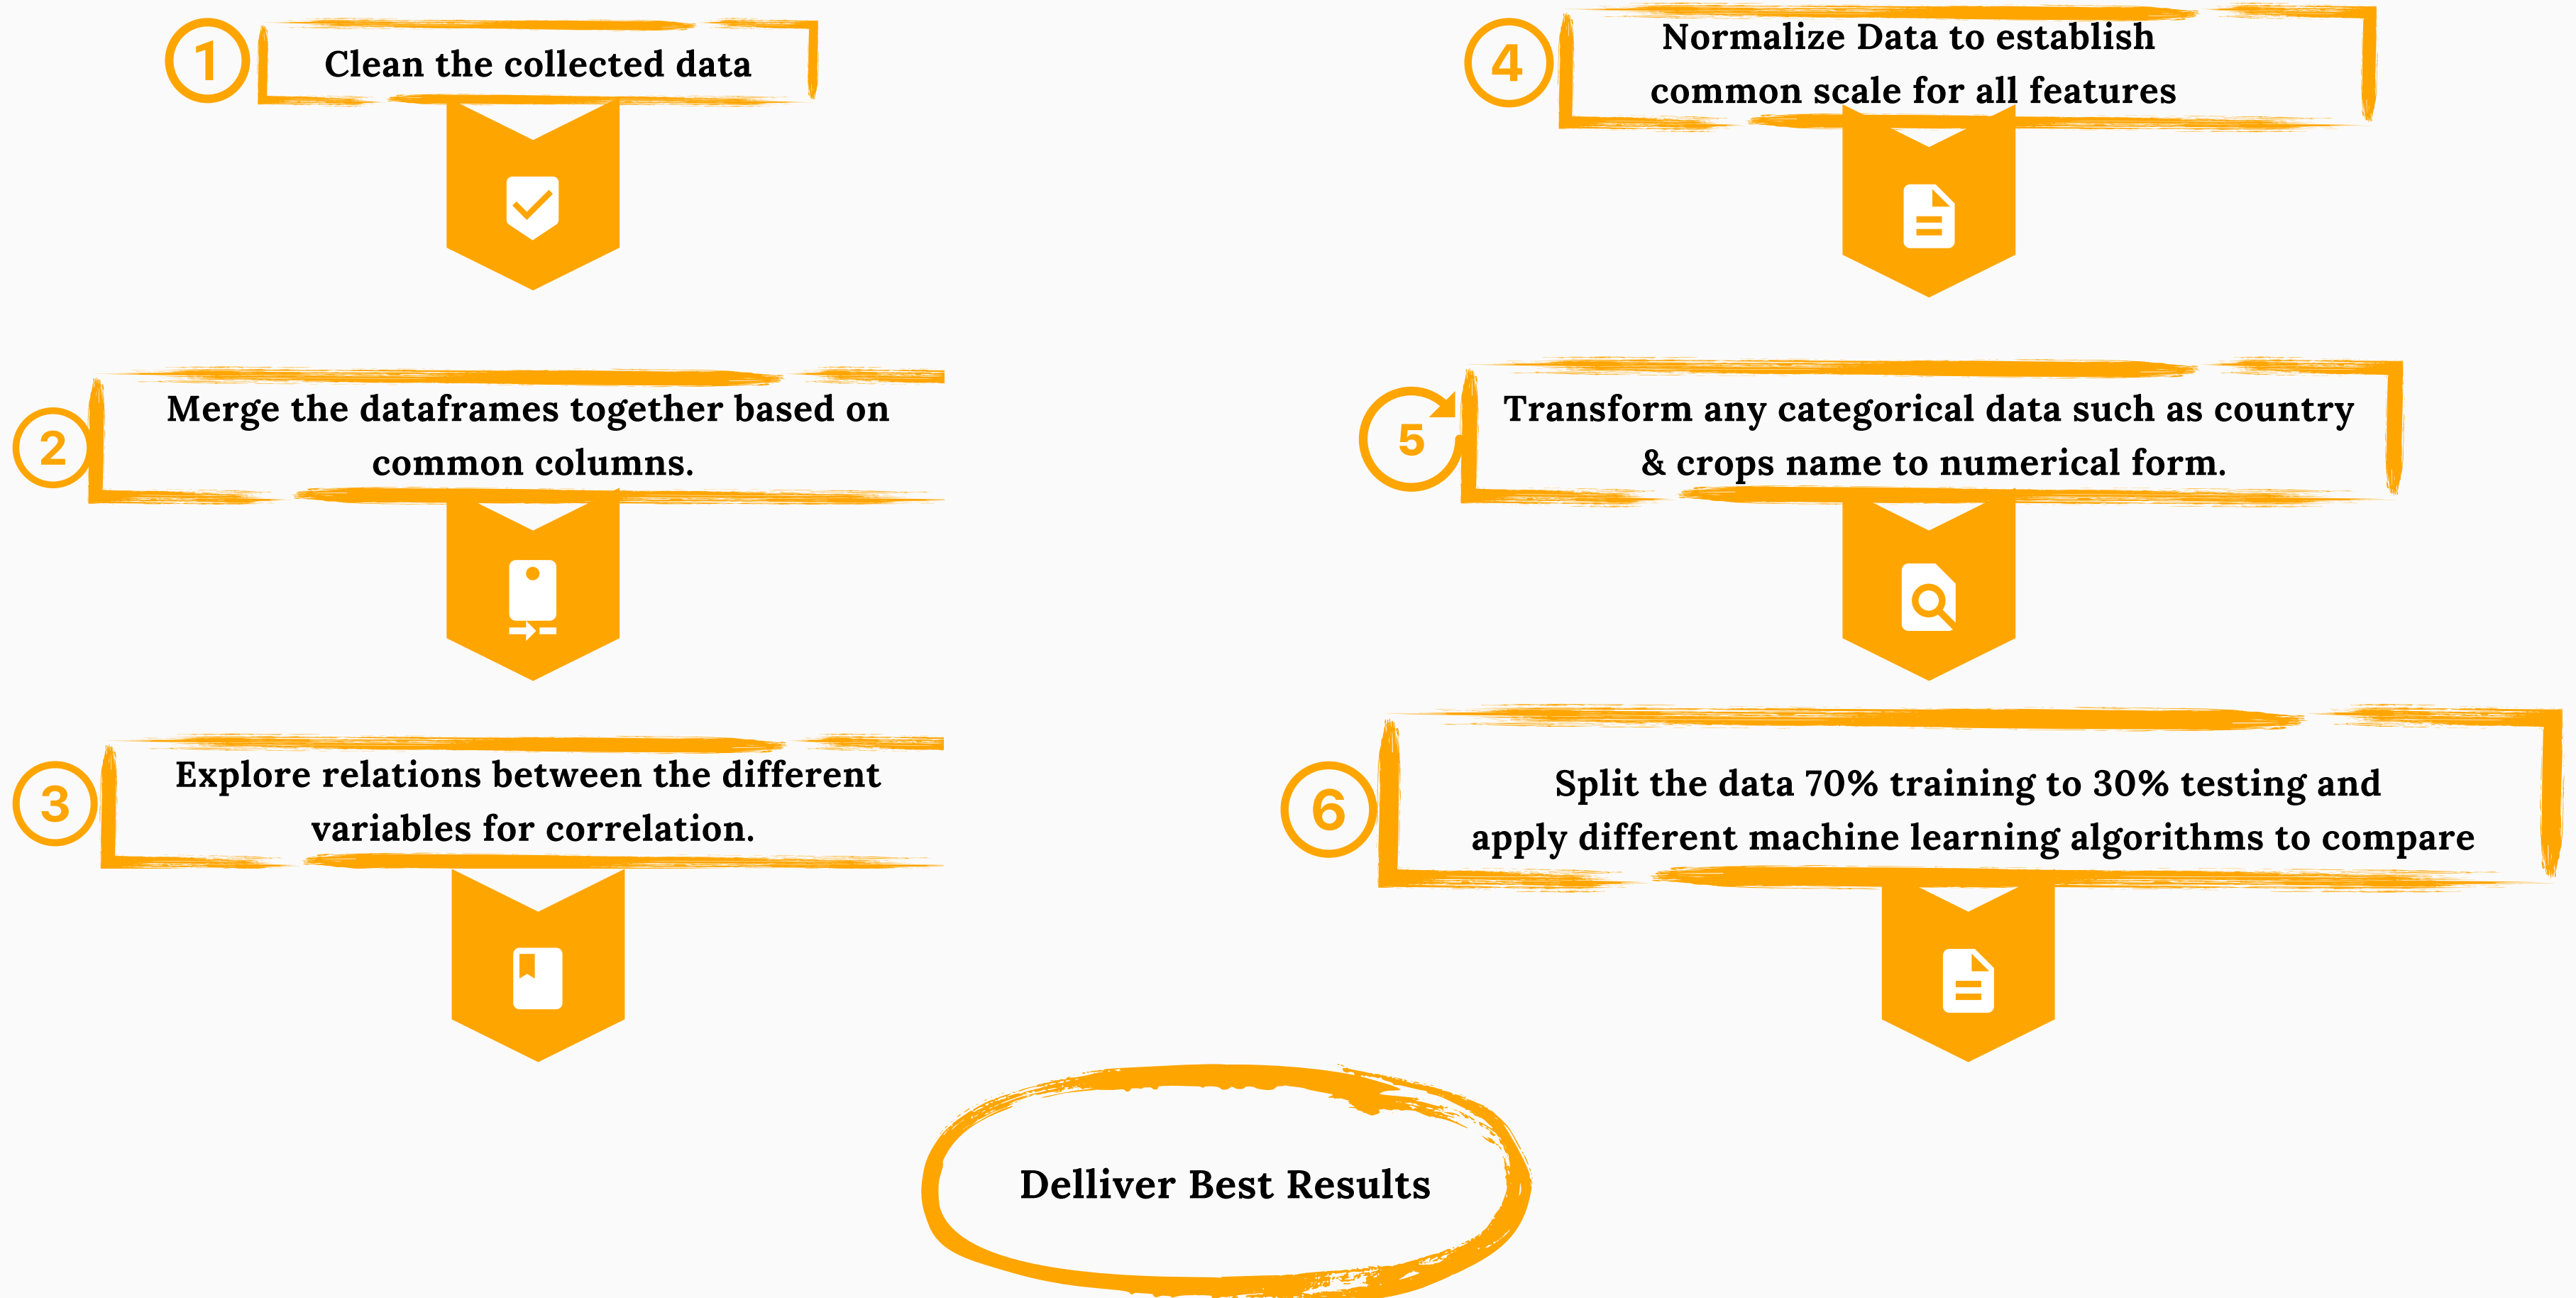 1
Clean the collected data
2
Merge the dataframes together based on
common columns.
3
Explore relations between the different
variables for correlation.
4
Normalize Data to establish
common scale for all features
5
Transform any categorical data such as country
& crops name to numerical form.
6
Split the data 70% training to 30% testing and
apply different machine learning algorithms to compare
Delliver Best Results